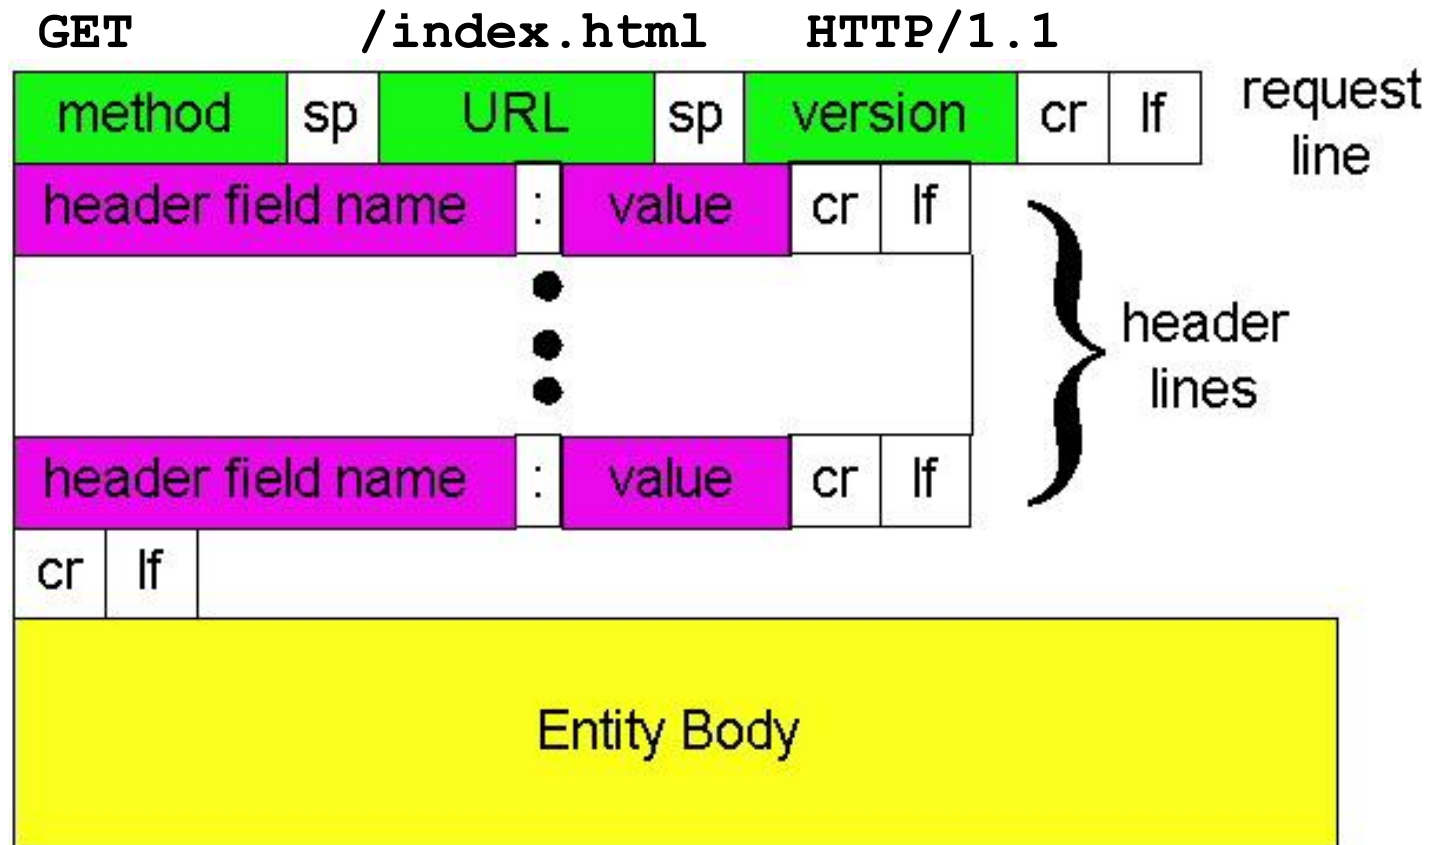 GET /index.html HTTP/1.1
method sp URL sp version cr lf
request
line
header field name : value cr lf
header
lines
header field name : value cr lf
cr lf
Entity Body